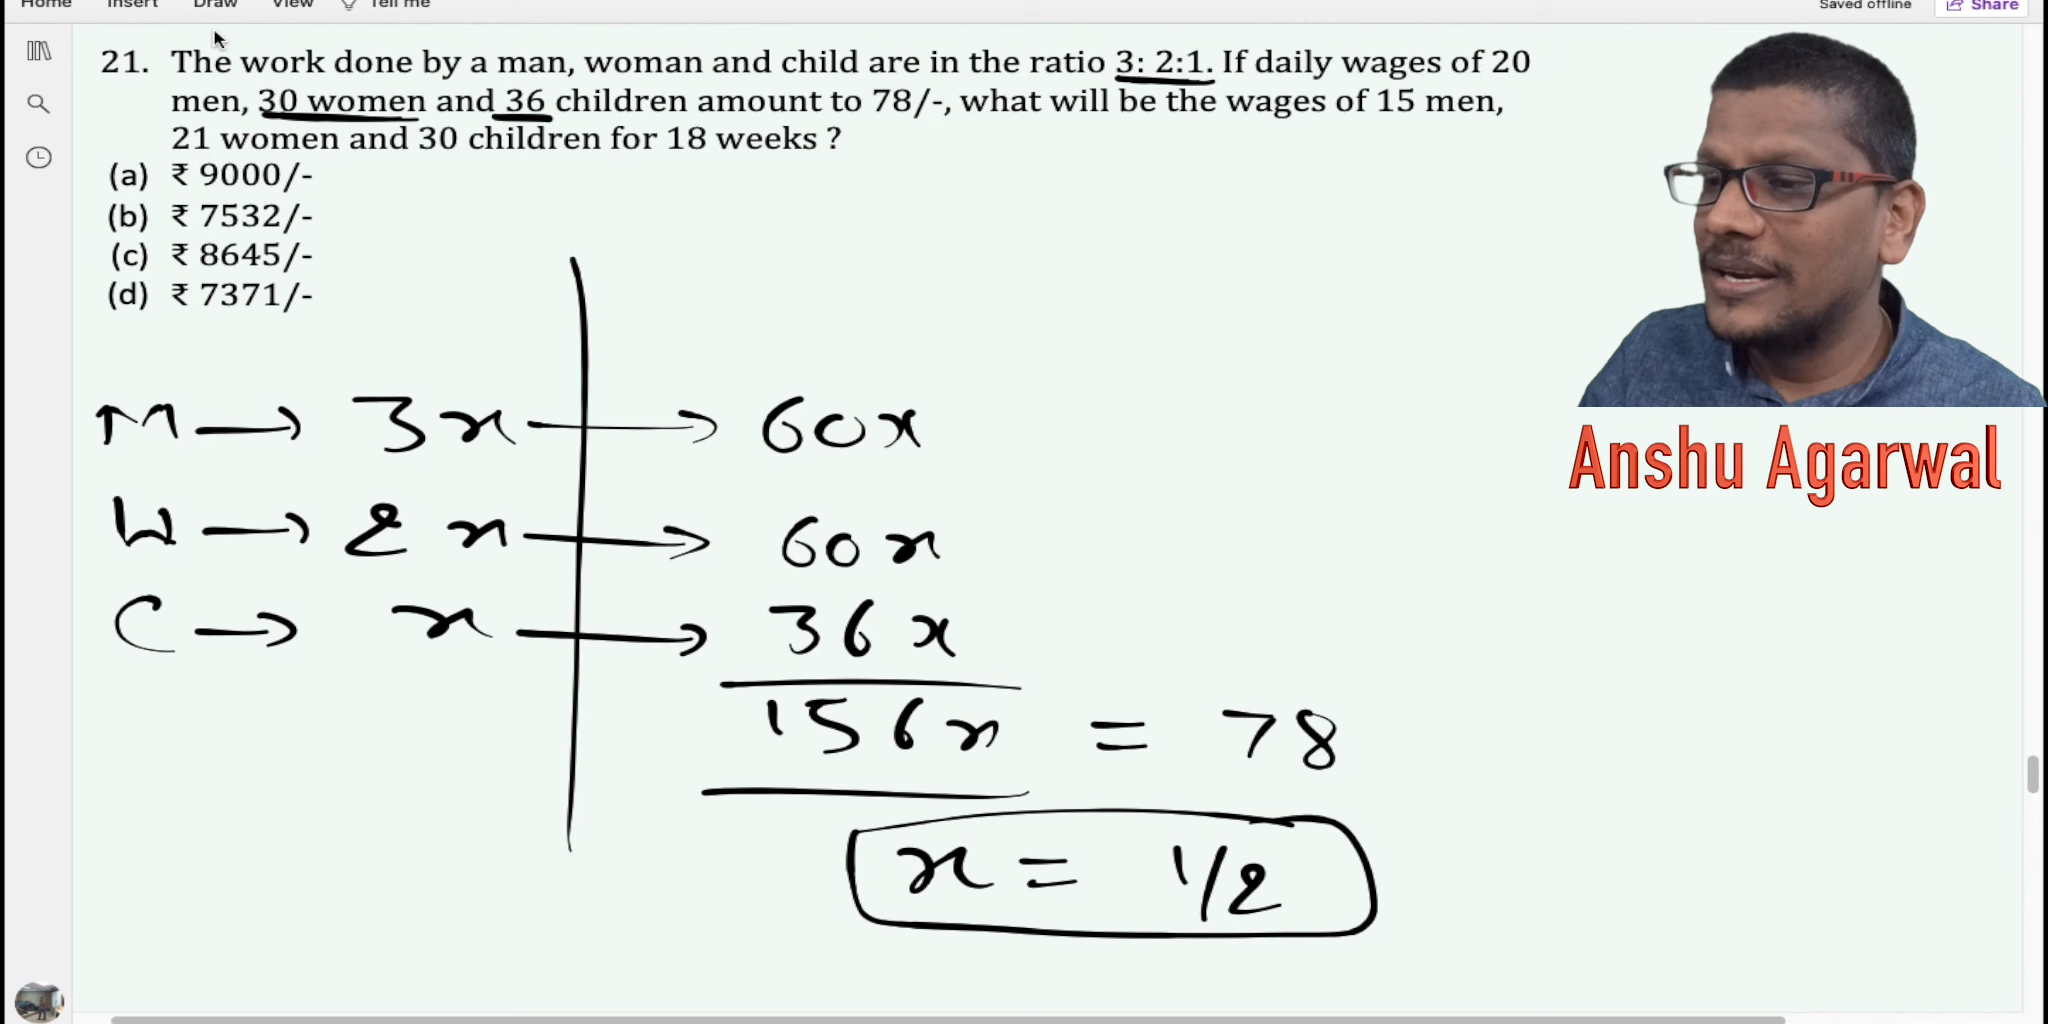 Home Insert Draw View Tell me Saved offline Share
21. The work done by a man, woman and child are in the ratio 3: 2:1. If daily wages of 20
men, 30 women and 36 children amount to 78/-, what will be the wages of 15 men,
21 women and 30 children for 18 weeks ?
(a) ₹ 9000/-
(b) ₹ 7532/-
(c) ₹ 8645/-
(d) ₹ 7371/-
M → 3x → 60x
W → 2x → 60x
C → x → 36x
156x = 78
x = 1/2
Anshu Agarwal